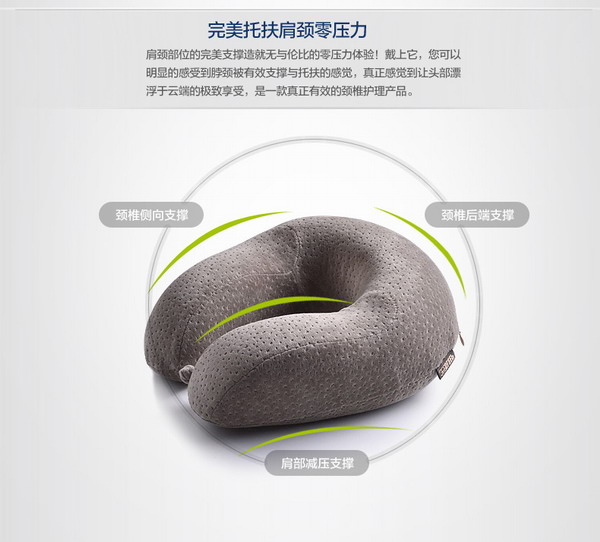 完美托扶肩颈零压力
肩颈部位的完美支撑造就无与伦比的零压力体验！戴上它，您可以
明显的感受到脖颈被有效支撑与托扶的感觉，真正感觉到让头部漂
浮于云端的极致享受，是一款真正有效的颈椎护理产品。
颈椎侧向支撑
颈椎后端支撑
肩部减压支撑